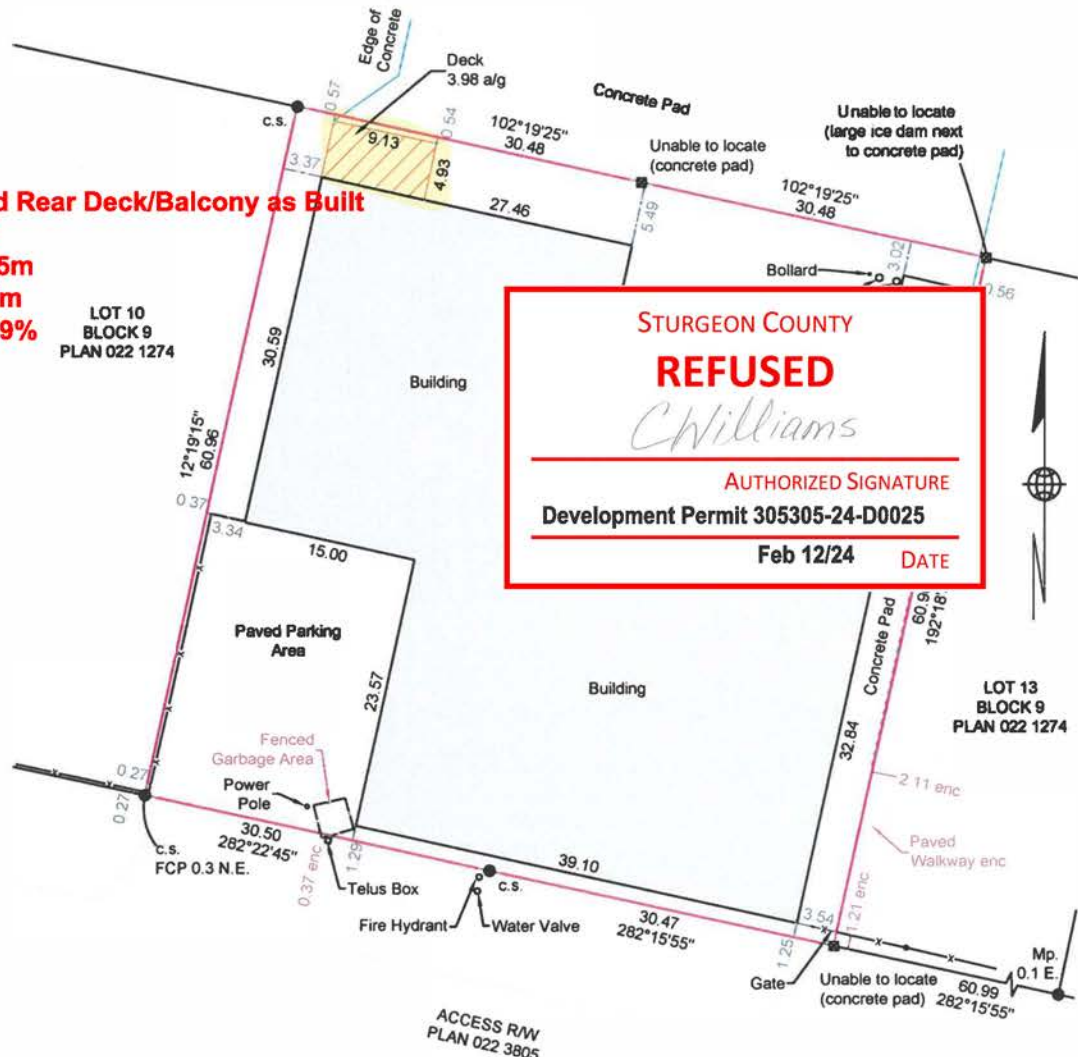 Edge of
Concrete
Deck
3.98 a/g
Concrete Pad
Unable to locate
(large ice dam next
to concrete pad)
0.57
c.s.
9.13
0.54
102°19'25"
30.48
Unable to locate
(concrete pad)
102°19'25"
30.48
3.37
4.93
d Rear Deck/Balcony as Built
27.46
5.49
3.02
Bollard
0.56
5m
m
9%
LOT 10
BLOCK 9
PLAN 022 1274
30.59
Building
STURGEON COUNTY
REFUSED
CWilliams
AUTHORIZED SIGNATURE
Development Permit 305305-24-D0025
Feb 12/24 DATE
12°19'15"
60.96
0.37
3.34
15.00
Paved Parking
Area
23.57
Building
Concrete Pad
32.84
LOT 13
BLOCK 9
PLAN 022 1274
Fenced
Garbage Area
Power
Pole
0.27
0.27
c.s.
FCP 0.3 N.E.
30.50
282°22'45"
0.37 enc
1.29
Telus Box
39.10
c.s.
Fire Hydrant
Water Valve
30.47
282°15'55"
2.11 enc
Paved
Walkway enc
1.21 enc
3.54
1.25
Gate
Unable to locate
(concrete pad)
60.99
282°15'55"
Mp.
0.1 E.
ACCESS R/W
PLAN 022 3805